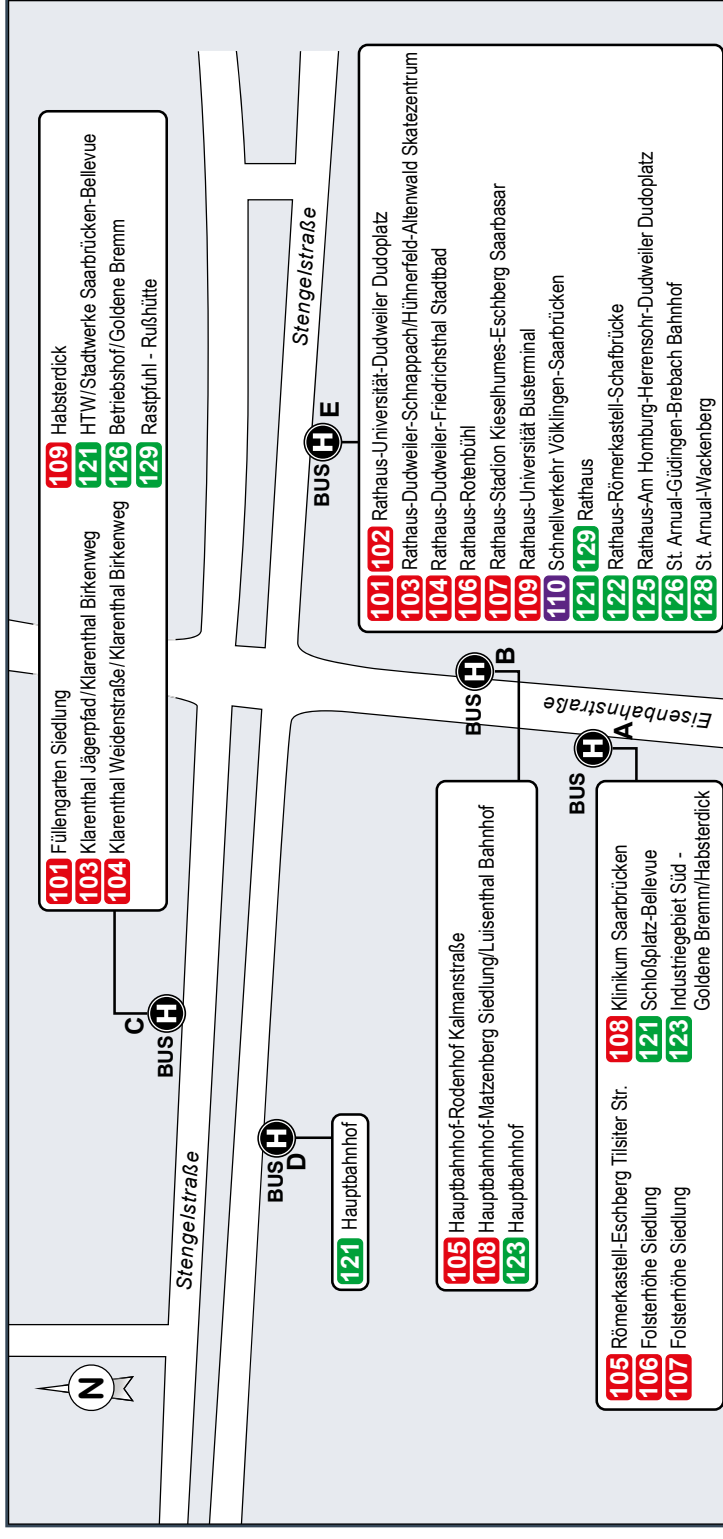 N
Stengelstraße
Stengelstraße
Eisenbahnstraße
C
BUS H
101 Füllengarten Siedlung
103 Klarenthal Jägerpfad/Klarenthal Birkenweg
104 Klarenthal Weidenstraße/Klarenthal Birkenweg
109 Habsterdick
121 HTW/Stadtwerke Saarbrücken-Bellevue
126 Betriebshof/Goldene Bremm
129 Rastpfuhl - Rußhütte
BUS H
D
121 Hauptbahnhof
BUS H
E
101 102 Rathaus-Universität-Dudweiler Dudoplatz
103 Rathaus-Dudweiler-Schnappach/Hühnerfeld-Altenwald Skatezentrum
104 Rathaus-Dudweiler-Friedrichsthal Stadtbad
106 Rathaus-Rotenbühl
107 Rathaus-Stadion Kieselhumes-Eschberg Saarbasar
109 Rathaus-Universität Busterminal
110 Schnellverkehr Völklingen-Saarbrücken
121 129 Rathaus
122 Rathaus-Römerkastell-Schafbrücke
125 Rathaus-Am Homburg-Herrensohr-Dudweiler Dudoplatz
126 St. Arnual-Güdingen-Brebach Bahnhof
128 St. Arnual-Wackenberg
BUS H
B
105 Hauptbahnhof-Rodenhof Kalmanstraße
108 Hauptbahnhof-Matzenberg Siedlung/Luisenthal Bahnhof
123 Hauptbahnhof
BUS H
A
105 Römerkastell-Eschberg Tilsiter Str.
106 Folsterhöhe Siedlung
107 Folsterhöhe Siedlung
108 Klinikum Saarbrücken
121 Schloßplatz-Bellevue
123 Industriegebiet Süd -
Goldene Bremm/Habsterdick